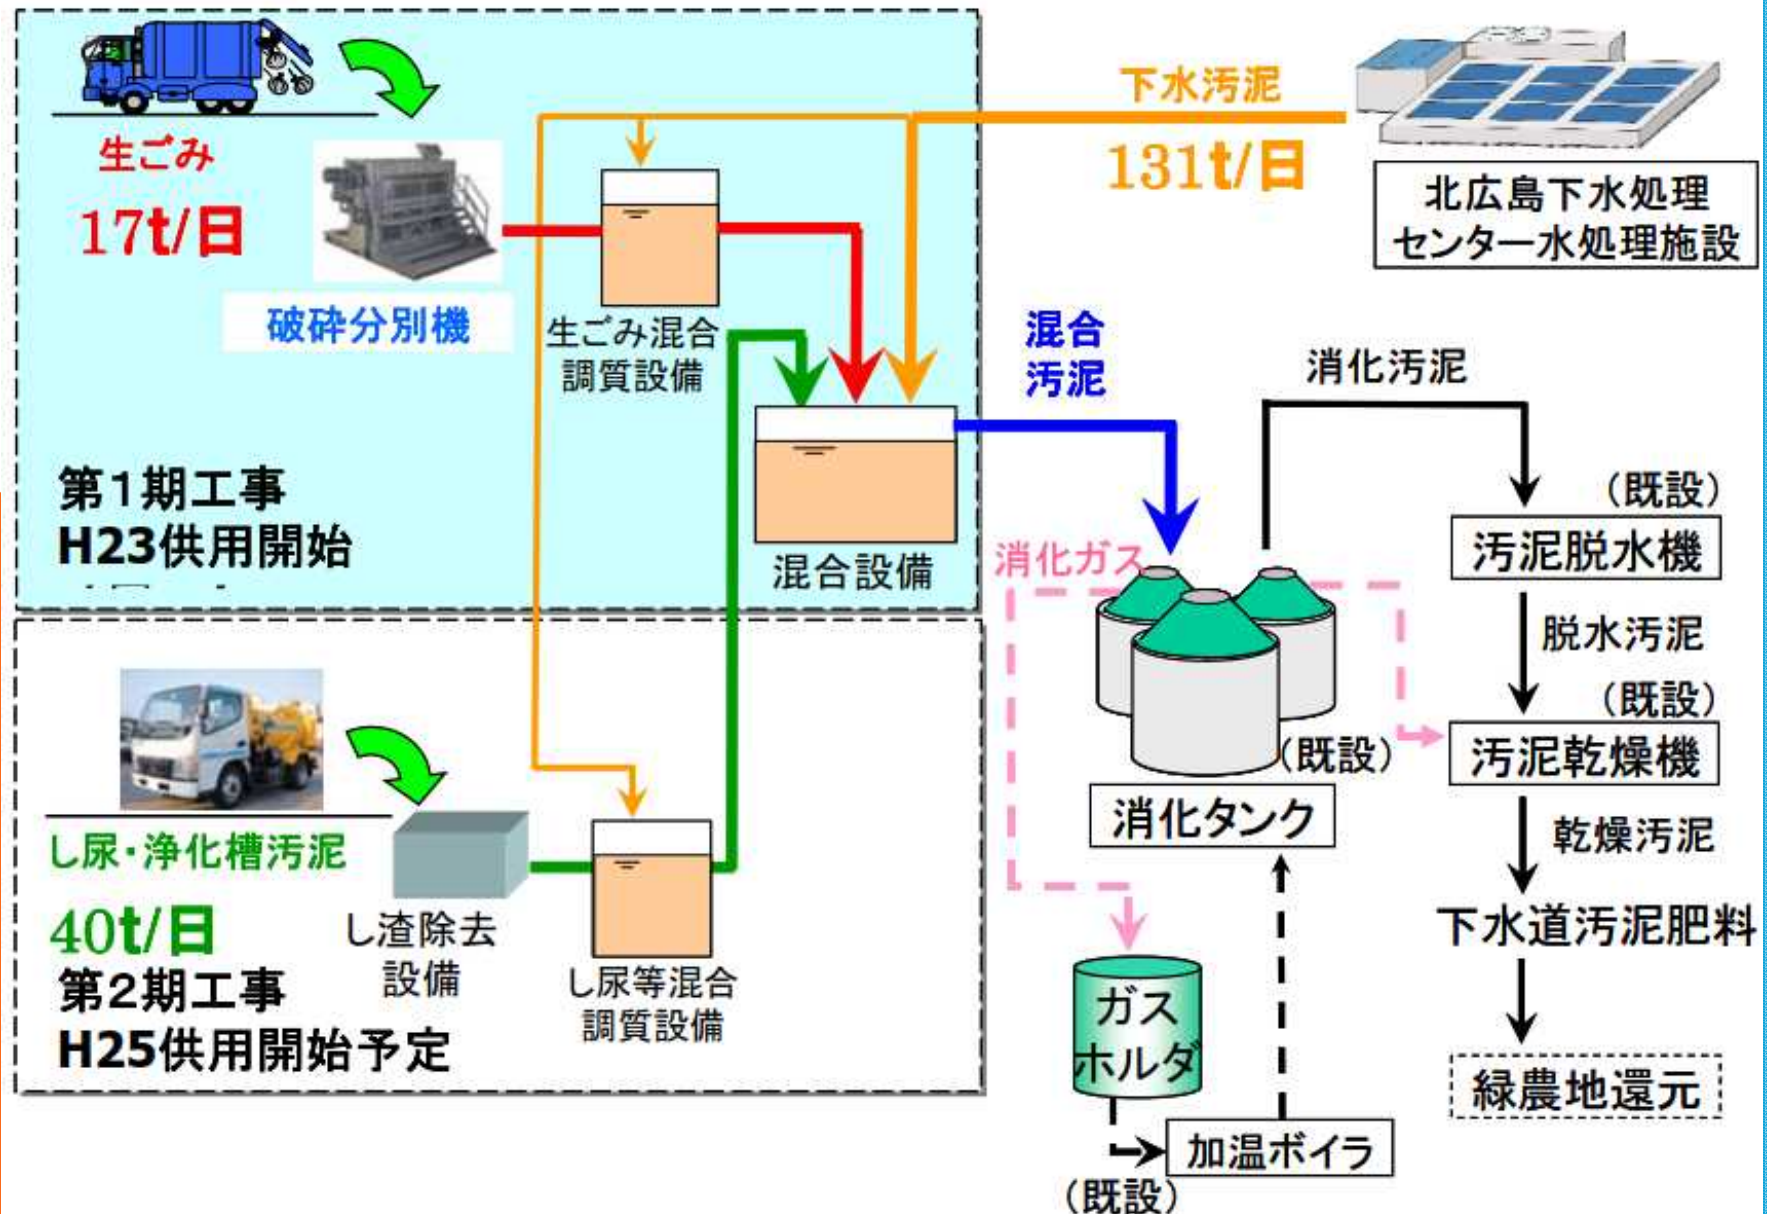 生ごみ
17t/日
破砕分別機
生ごみ混合
調質設備
第1期工事
H23供用開始
混合設備
下水汚泥
131t/日
北広島下水処理
センター水処理施設
混合
汚泥
消化汚泥
消化ガス
(既設)
汚泥脱水機
脱水汚泥
(既設)
汚泥乾燥機
乾燥汚泥
下水道汚泥肥料
緑農地還元
(既設)
消化タンク
ガス
ホルダ
加温ボイラ
(既設)
し尿・浄化槽汚泥
40t/日
し渣除去
設備
し尿等混合
調質設備
第2期工事
H25供用開始予定